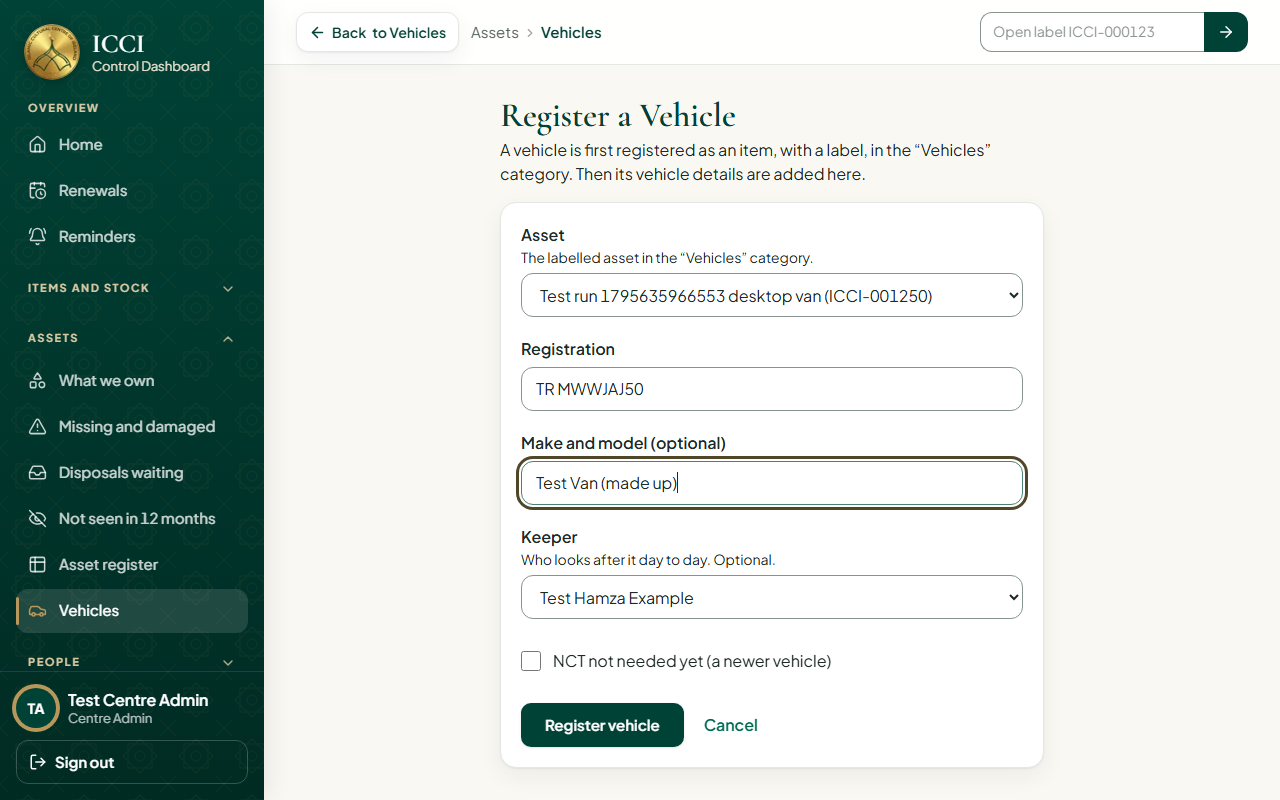 ICCI
Control Dashboard
OVERVIEW
Home
Renewals
Reminders
ITEMS AND STOCK
ASSETS
What we own
Missing and damaged
Disposals waiting
Not seen in 12 months
Asset register
Vehicles
PEOPLE
TA
Test Centre Admin
Centre Admin
Sign out
Back to Vehicles
Assets
Vehicles
Open label ICCI-000123
Register a Vehicle
A vehicle is first registered as an item, with a label, in the “Vehicles”
category. Then its vehicle details are added here.
Asset
The labelled asset in the “Vehicles” category.
Test run 1795635966553 desktop van (ICCI-001250)
Registration
TR MWWJAJ50
Make and model (optional)
Test Van (made up)
Keeper
Who looks after it day to day. Optional.
Test Hamza Example
NCT not needed yet (a newer vehicle)
Register vehicle
Cancel